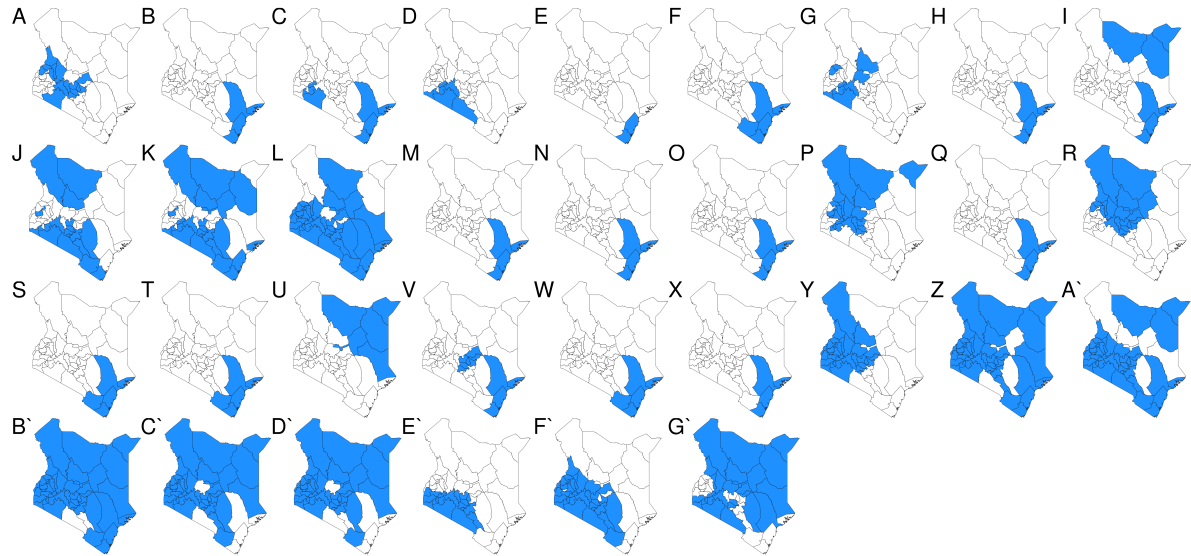 A B C D E F G H I
J K L M N O P Q R
S T U V W X Y Z A`
B` C` D` E` F` G`